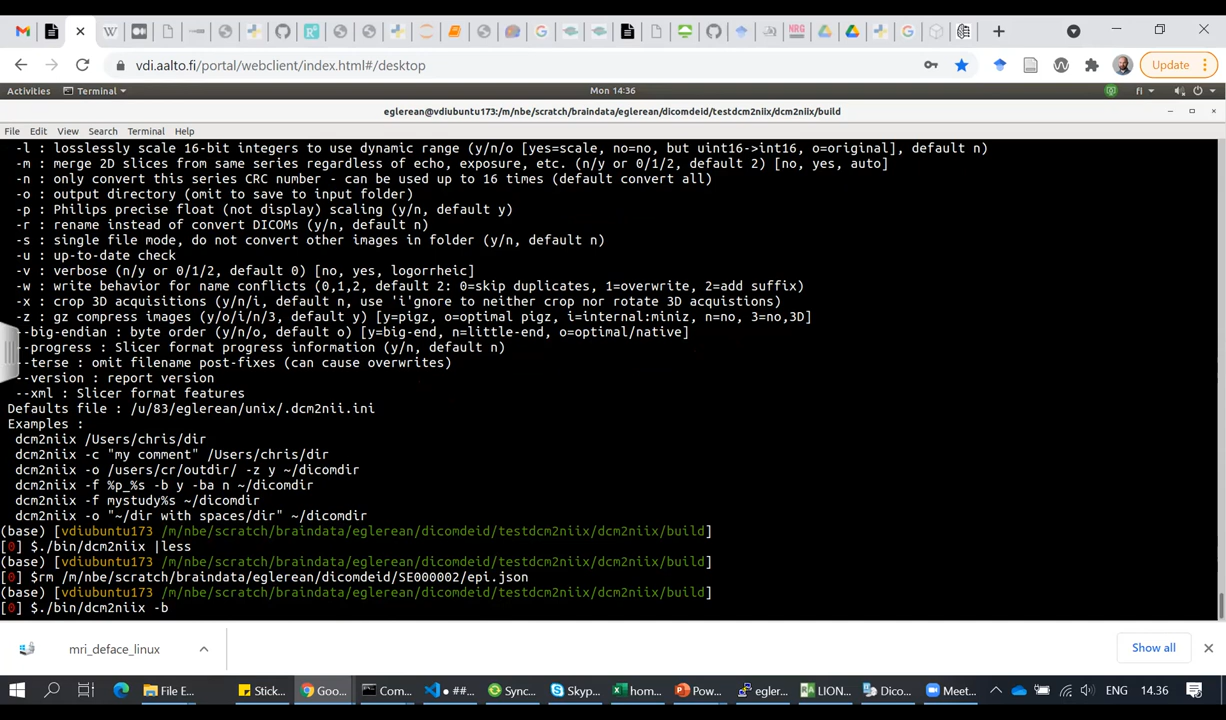 vdi.aalto.fi/portal/webclient/index.html#/desktop
Update
Activities
Terminal
Mon 14:36
fi
eglerean@vdiubuntu173:/m/nbe/scratch/braindata/eglerean/dicomdeid/testdcm2niix/dcm2niix/build
File Edit View Search Terminal Help
-l : losslessly scale 16-bit integers to use dynamic range (y/n/o [yes=scale, no=no, but uint16->int16, o=original], default n)
-m : merge 2D slices from same series regardless of echo, exposure, etc. (n/y or 0/1/2, default 2) [no, yes, auto]
-n : only convert this series CRC number - can be used up to 16 times (default convert all)
-o : output directory (omit to save to input folder)
-p : Philips precise float (not display) scaling (y/n, default y)
-r : rename instead of convert DICOMs (y/n, default n)
-s : single file mode, do not convert other images in folder (y/n, default n)
-u : up-to-date check
-v : verbose (n/y or 0/1/2, default 0) [no, yes, logorrheic]
-w : write behavior for name conflicts (0,1,2, default 2: 0=skip duplicates, 1=overwrite, 2=add suffix)
-x : crop 3D acquisitions (y/n/i, default n, use 'i'gnore to neither crop nor rotate 3D acquistions)
-z : gz compress images (y/o/i/n/3, default y) [y=pigz, o=optimal pigz, i=internal:miniz, n=no, 3=no,3D]
--big-endian : byte order (y/n/o, default o) [y=big-end, n=little-end, o=optimal/native]
--progress : Slicer format progress information (y/n, default n)
--terse : omit filename post-fixes (can cause overwrites)
--version : report version
--xml : Slicer format features
Defaults file : /u/83/eglerean/unix/.dcm2nii.ini
Examples :
dcm2niix /Users/chris/dir
dcm2niix -c "my comment" /Users/chris/dir
dcm2niix -o /users/cr/outdir/ -z y ~/dicomdir
dcm2niix -f %p_%s -b y -ba n ~/dicomdir
dcm2niix -f mystudy%s ~/dicomdir
dcm2niix -o "~/dir with spaces/dir" ~/dicomdir
(base) [vdiubuntu173 /m/nbe/scratch/braindata/eglerean/dicomdeid/testdcm2niix/dcm2niix/build]
[0] $./bin/dcm2niix |less
(base) [vdiubuntu173 /m/nbe/scratch/braindata/eglerean/dicomdeid/testdcm2niix/dcm2niix/build]
[0] $rm /m/nbe/scratch/braindata/eglerean/dicomdeid/SE000002/epi.json
(base) [vdiubuntu173 /m/nbe/scratch/braindata/eglerean/dicomdeid/testdcm2niix/dcm2niix/build]
[0] $./bin/dcm2niix -b
mri_deface_linux
Show all
File E...
Stick...
Goo...
Com...
● ##...
Sync...
Skyp...
hom...
Pow...
egler...
LION...
Dico...
Meet...
ENG
14.36